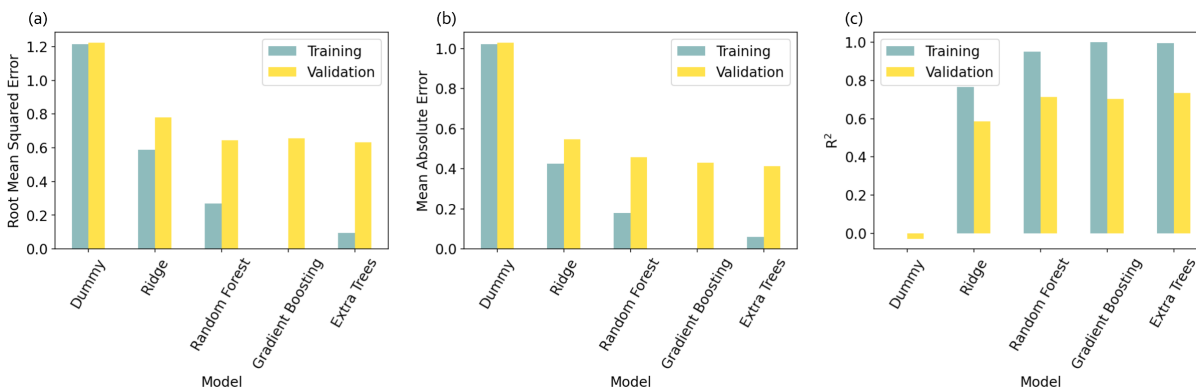 (a)
Root Mean Squared Error
1.2
1.0
0.8
0.6
0.4
0.2
0.0
Training
Validation
Dummy
Ridge
Random Forest
Gradient Boosting
Extra Trees
Model
(b)
Mean Absolute Error
1.0
0.8
0.6
0.4
0.2
0.0
Training
Validation
Dummy
Ridge
Random Forest
Gradient Boosting
Extra Trees
Model
(c)
R²
1.0
0.8
0.6
0.4
0.2
0.0
Training
Validation
Dummy
Ridge
Random Forest
Gradient Boosting
Extra Trees
Model